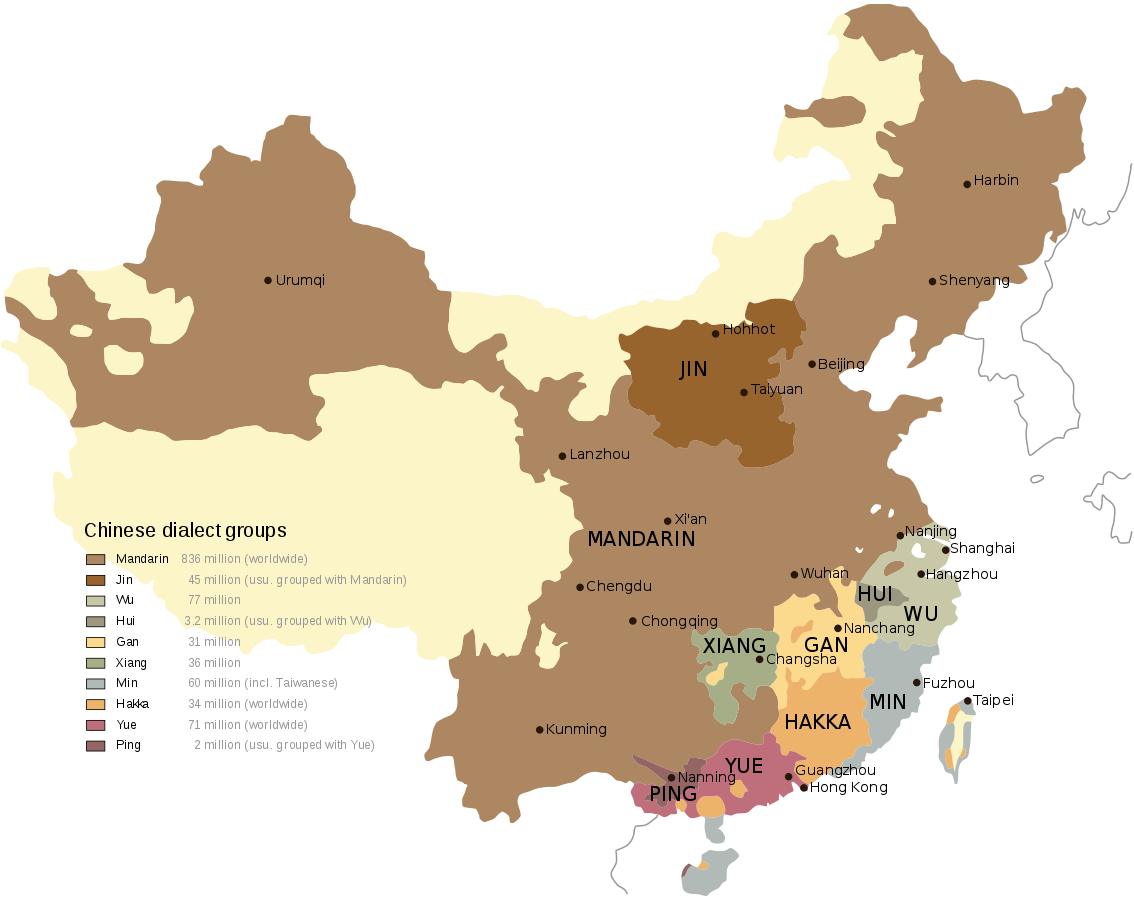 Harbin
Urumqi
Shenyang
Hohhot
JIN
Beijing
Taiyuan
Lanzhou
Xi'an
MANDARIN
Nanjing
Shanghai
Wuhan
Hangzhou
Chengdu
HUI
WU
Chongqing
Nanchang
XIANG
GAN
Changsha
Fuzhou
MIN
Taipei
HAKKA
Kunming
YUE
Guangzhou
Nanning
Hong Kong
PING
Chinese dialect groups
Mandarin 836 million (worldwide)
Jin 45 million (usu. grouped with Mandarin)
Wu 77 million
Hui 3.2 million (usu. grouped with Wu)
Gan 31 million
Xiang 36 million
Min 60 million (incl. Taiwanese)
Hakka 34 million (worldwide)
Yue 71 million (worldwide)
Ping 2 million (usu. grouped with Yue)